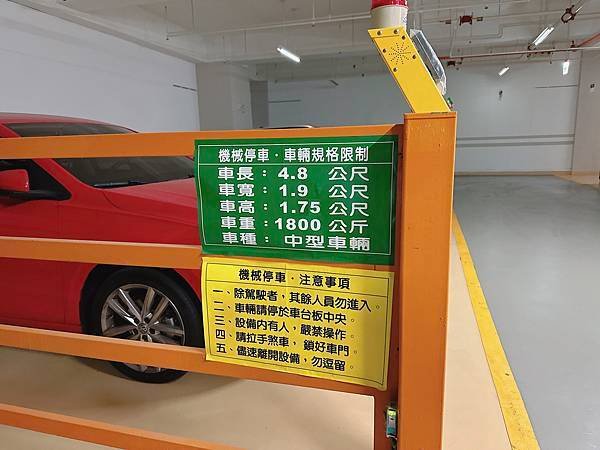 機械停車．車輛規格限制
車長：4.8 公尺
車寬：1.9 公尺
車高：1.75 公尺
車重：1800 公斤
車種：中型車輛
機械停車．注意事項
一、除駕駛者，其餘人員勿進入。
二、車輛請停於車台板中央。
三、設備內有人，嚴禁操作。
四、請拉手煞車，鎖好車門。
五、儘速離開設備，勿逗留。